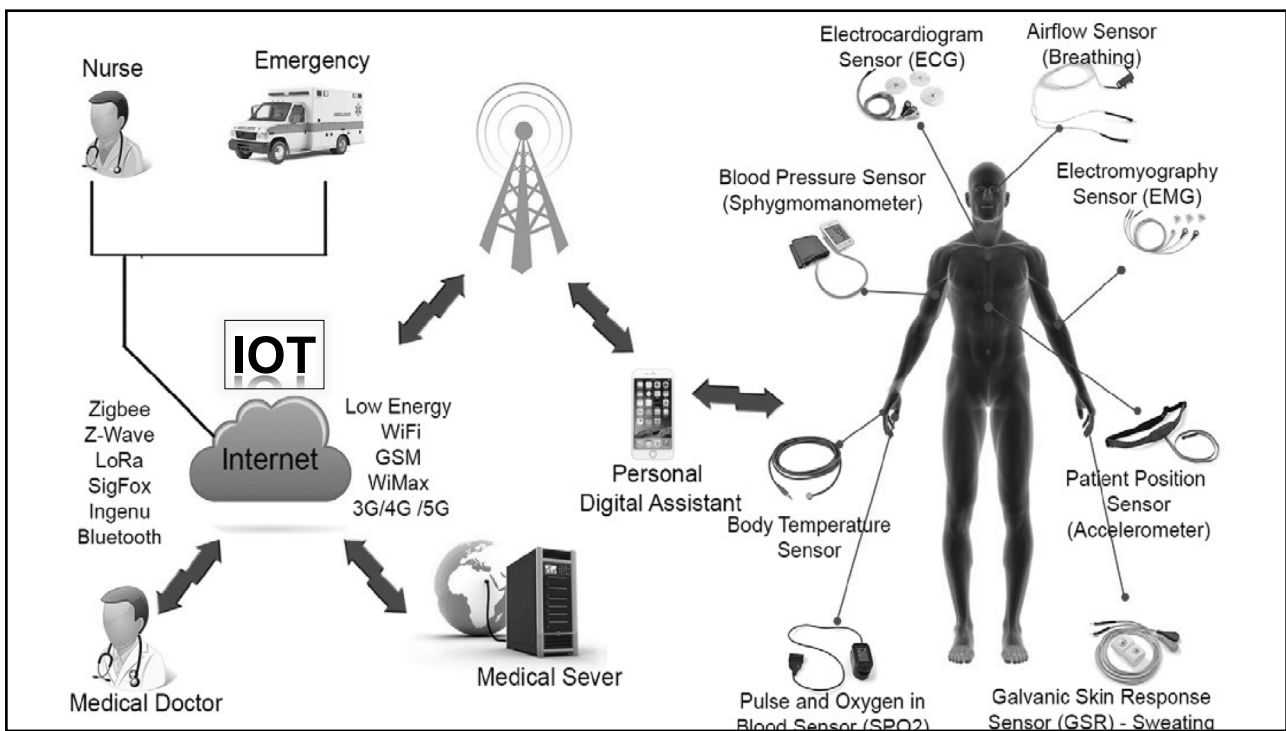 Nurse
Emergency
Electrocardiogram
Sensor (ECG)
Airflow Sensor
(Breathing)
Blood Pressure Sensor
(Sphygmomanometer)
Electromyography
Sensor (EMG)
IOT
Zigbee
Z-Wave
LoRa
SigFox
Ingenu
Bluetooth
Internet
Low Energy
WiFi
GSM
WiMax
3G/4G /5G
Personal
Digital Assistant
Body Temperature
Sensor
Patient Position
Sensor
(Accelerometer)
Medical Doctor
Medical Sever
Pulse and Oxygen in
Blood Sensor (SPO2)
Galvanic Skin Response
Sensor (GSR) - Sweating